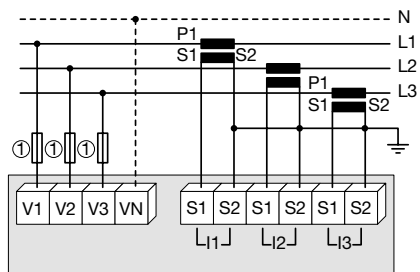 N
P1 L1
S1 S2
L2
P1 L3
S1 S2
① ① ①
V1 V2 V3 VN S1 S2 S1 S2 S1 S2
I1 I2 I3